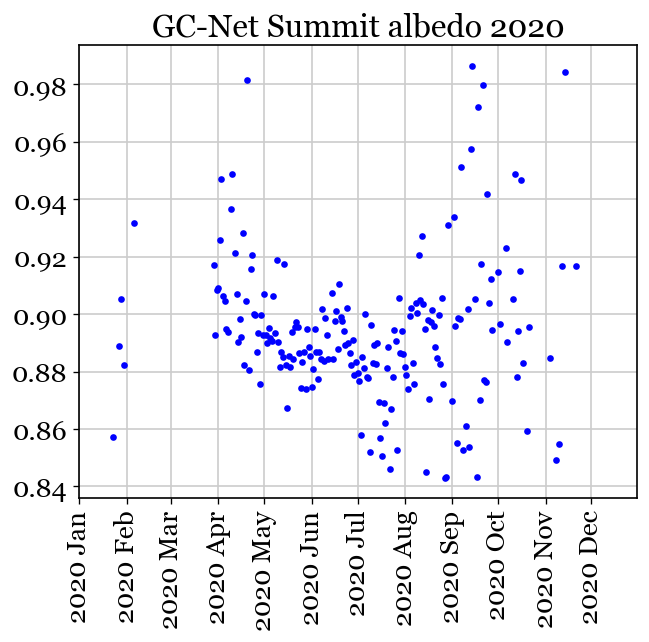 GC-Net Summit albedo 2020
0.98
0.96
0.94
0.92
0.90
0.88
0.86
0.84
2020 Jan
2020 Feb
2020 Mar
2020 Apr
2020 May
2020 Jun
2020 Jul
2020 Aug
2020 Sep
2020 Oct
2020 Nov
2020 Dec